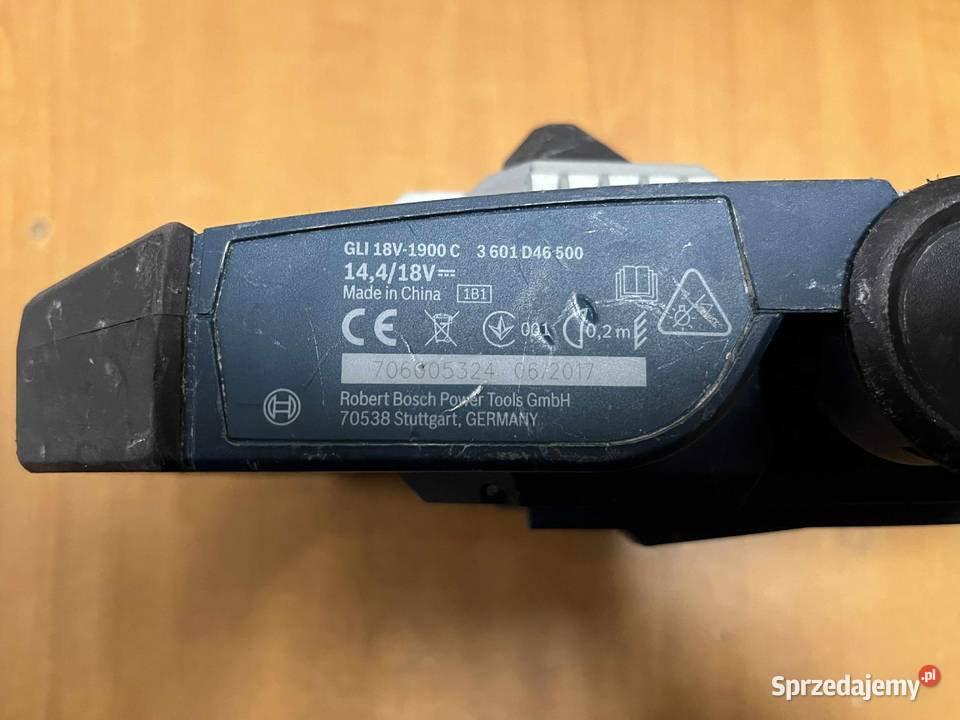 GLI 18V-1900 C 3 601 D46 500
14,4/18V
Made in China 1B1
CE 001 0,2 m
706005324 06/2017
Robert Bosch Power Tools GmbH
70538 Stuttgart, GERMANY
Sprzedajemy.pl